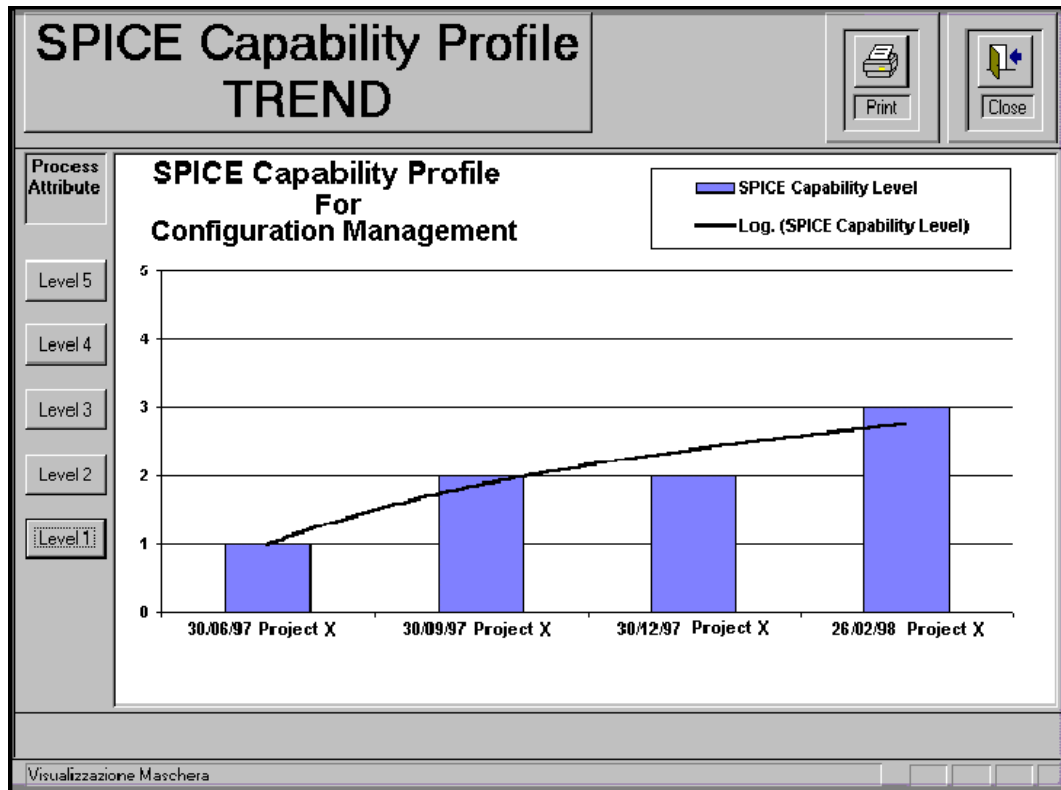 SPICE Capability Profile
TREND
Print
Close
Process
Attribute
Level 5
Level 4
Level 3
Level 2
Level 1
SPICE Capability Profile
For
Configuration Management
SPICE Capability Level
Log. (SPICE Capability Level)
5
4
3
2
1
0
30/06/97 Project X
30/09/97 Project X
30/12/97 Project X
26/02/98 Project X
Visualizzazione Maschera